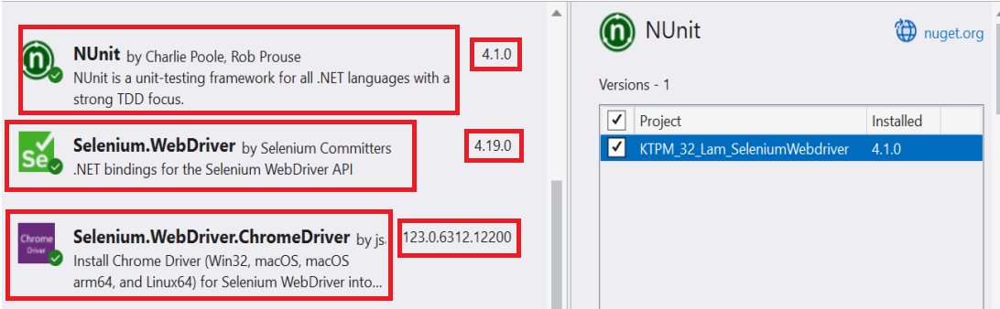 NUnit by Charlie Poole, Rob Prouse 4.1.0
NUnit is a unit-testing framework for all .NET languages with a
strong TDD focus.
Selenium.WebDriver by Selenium Committers 4.19.0
.NET bindings for the Selenium WebDriver API
Se
Selenium.WebDriver.ChromeDriver by js 123.0.6312.12200
Chrome
Driver
Install Chrome Driver (Win32, macOS, macOS
arm64, and Linux64) for Selenium WebDriver into...
n
NUnit
nuget.org
Versions - 1
Project Installed
KTPM_32_Lam_SeleniumWebdriver 4.1.0